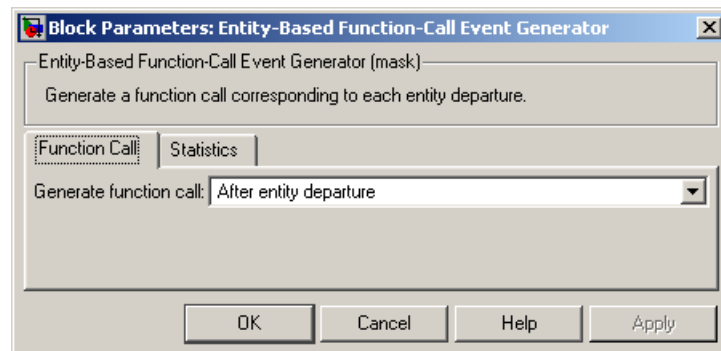 Block Parameters: Entity-Based Function-Call Event Generator
Entity-Based Function-Call Event Generator (mask)
Generate a function call corresponding to each entity departure.
Function Call Statistics
Generate function call: After entity departure
OK Cancel Help Apply